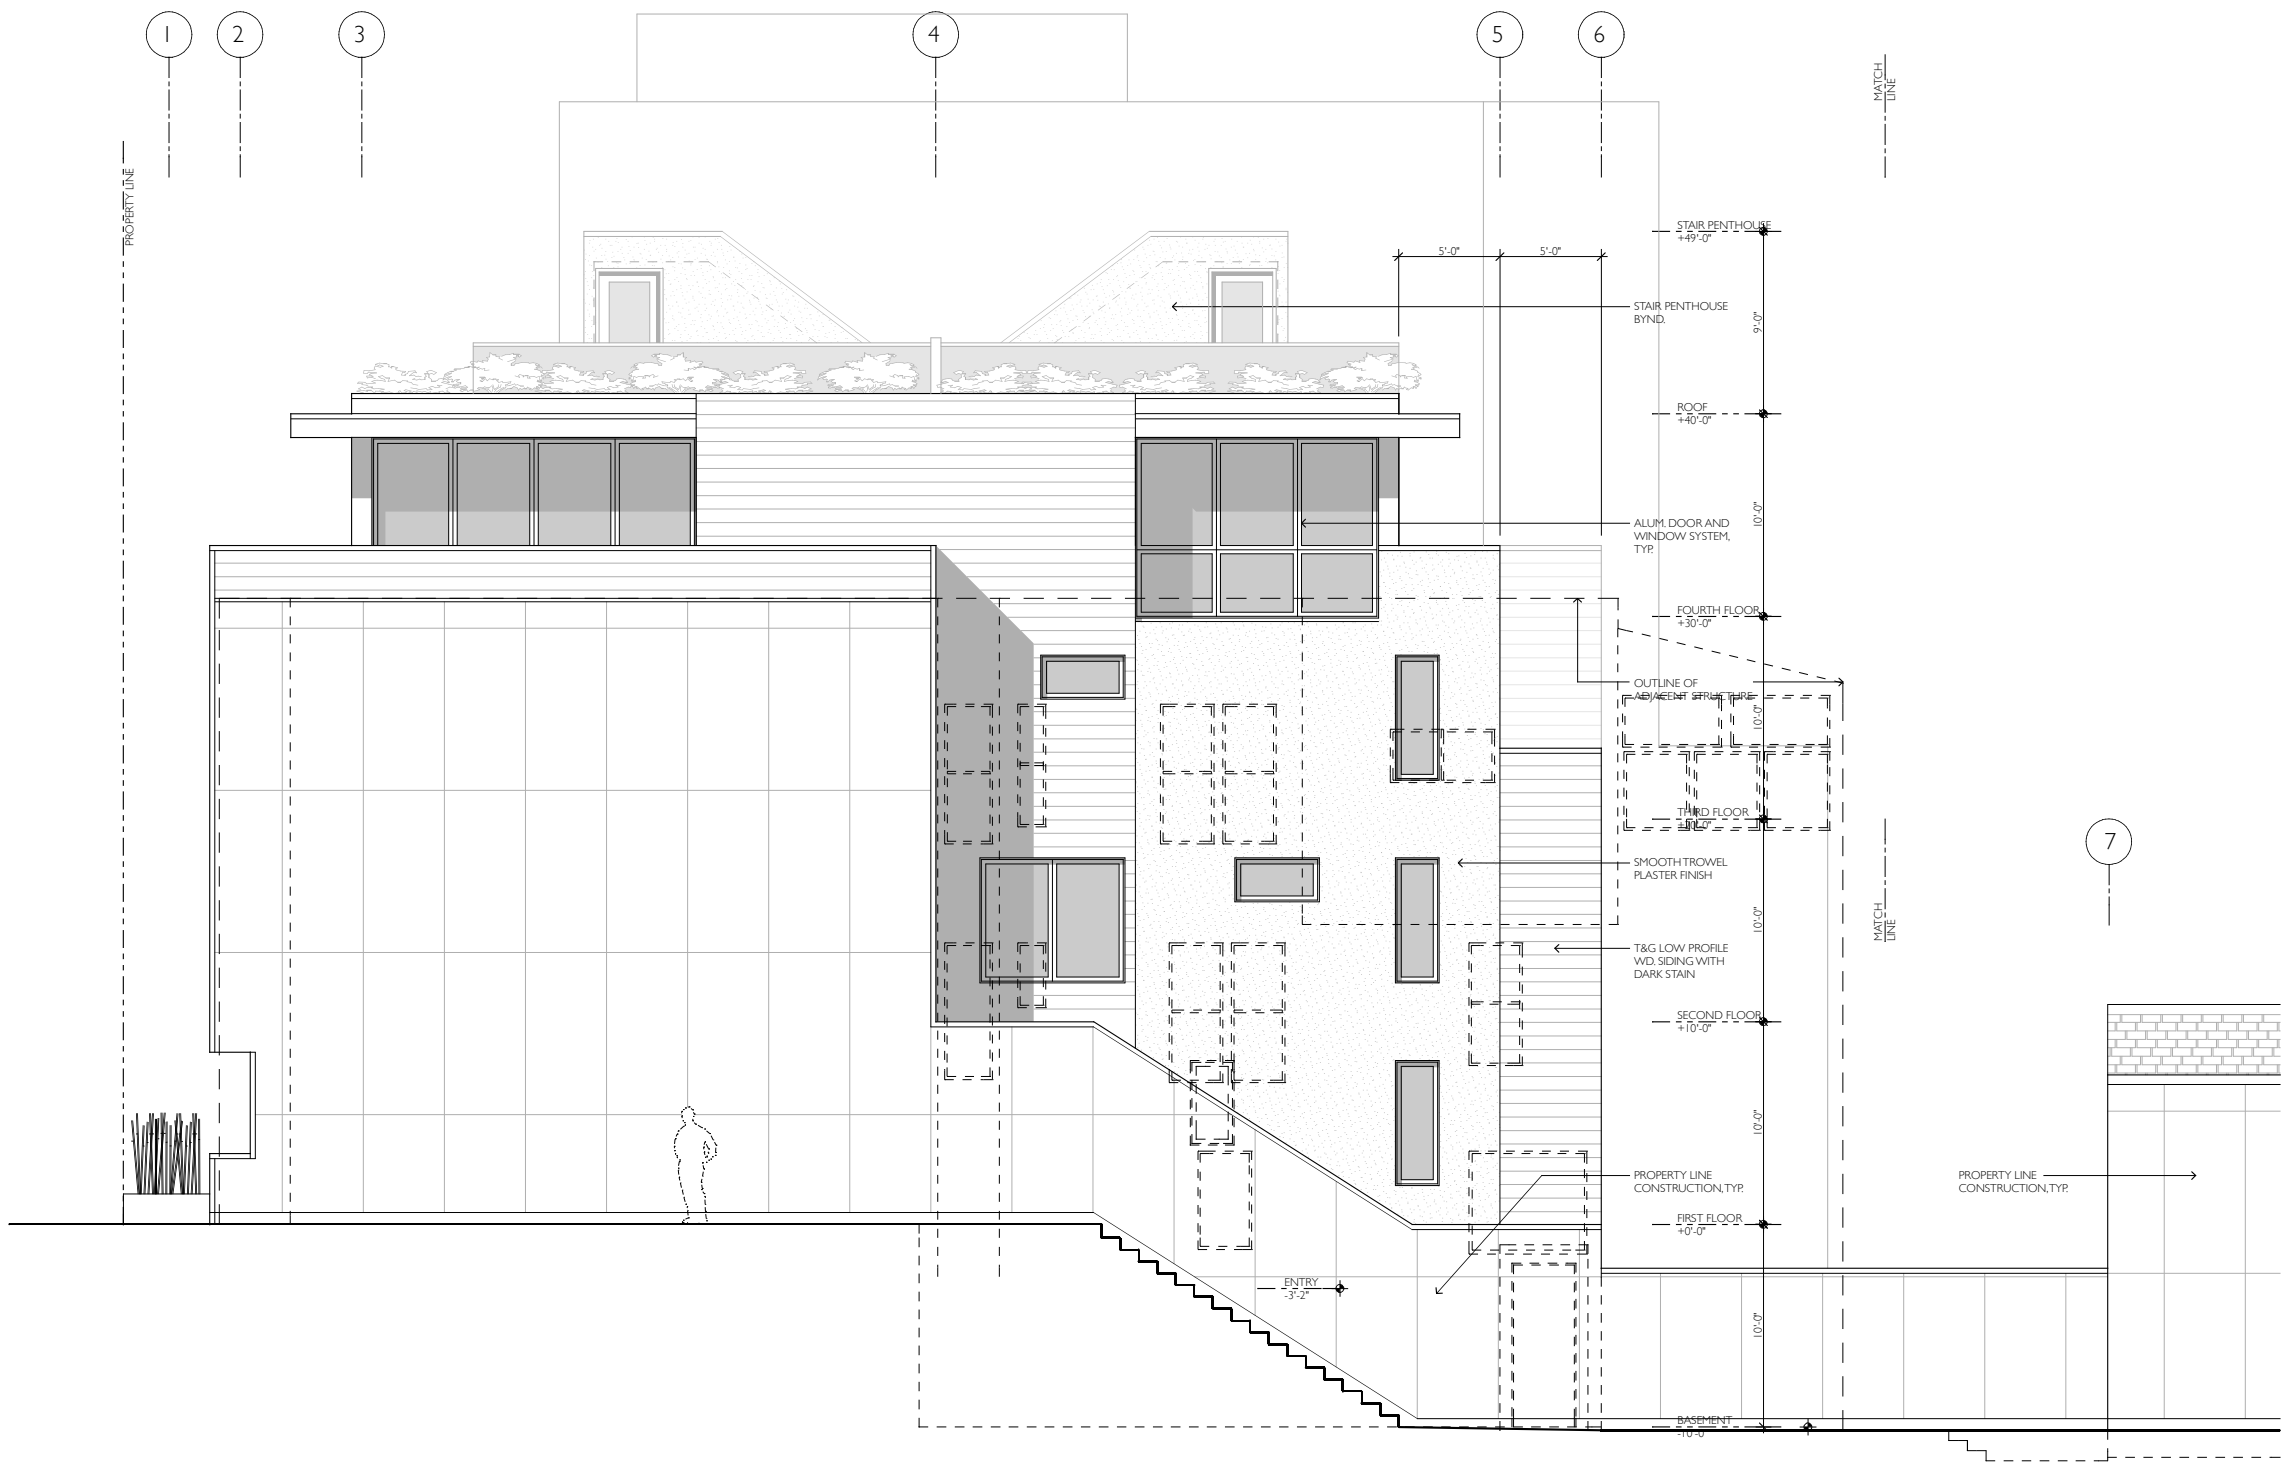 1
2
3
4
5
6
MATCH
LINE
PROPERTY LINE
STAIR PENTHOUSE
+49'-0"
5'-0"
5'-0"
STAIR PENTHOUSE
BYND.
9'-0"
ROOF
+40'-0"
ALUM. DOOR AND
WINDOW SYSTEM,
TYP.
10'-0"
FOURTH FLOOR
+30'-0"
OUTLINE OF
ADJACENT STRUCTURE
10'-0"
THIRD FLOOR
7
SMOOTH TROWEL
PLASTER FINISH
10'-0"
MATCH
LINE
T&G LOW PROFILE
WD. SIDING WITH
DARK STAIN
SECOND FLOOR
+10'-0"
10'-0"
PROPERTY LINE
CONSTRUCTION, TYP.
PROPERTY LINE
CONSTRUCTION, TYP.
FIRST FLOOR
+0'-0"
ENTRY
-3'-2"
10'-0"
BASEMENT
-10'-0"